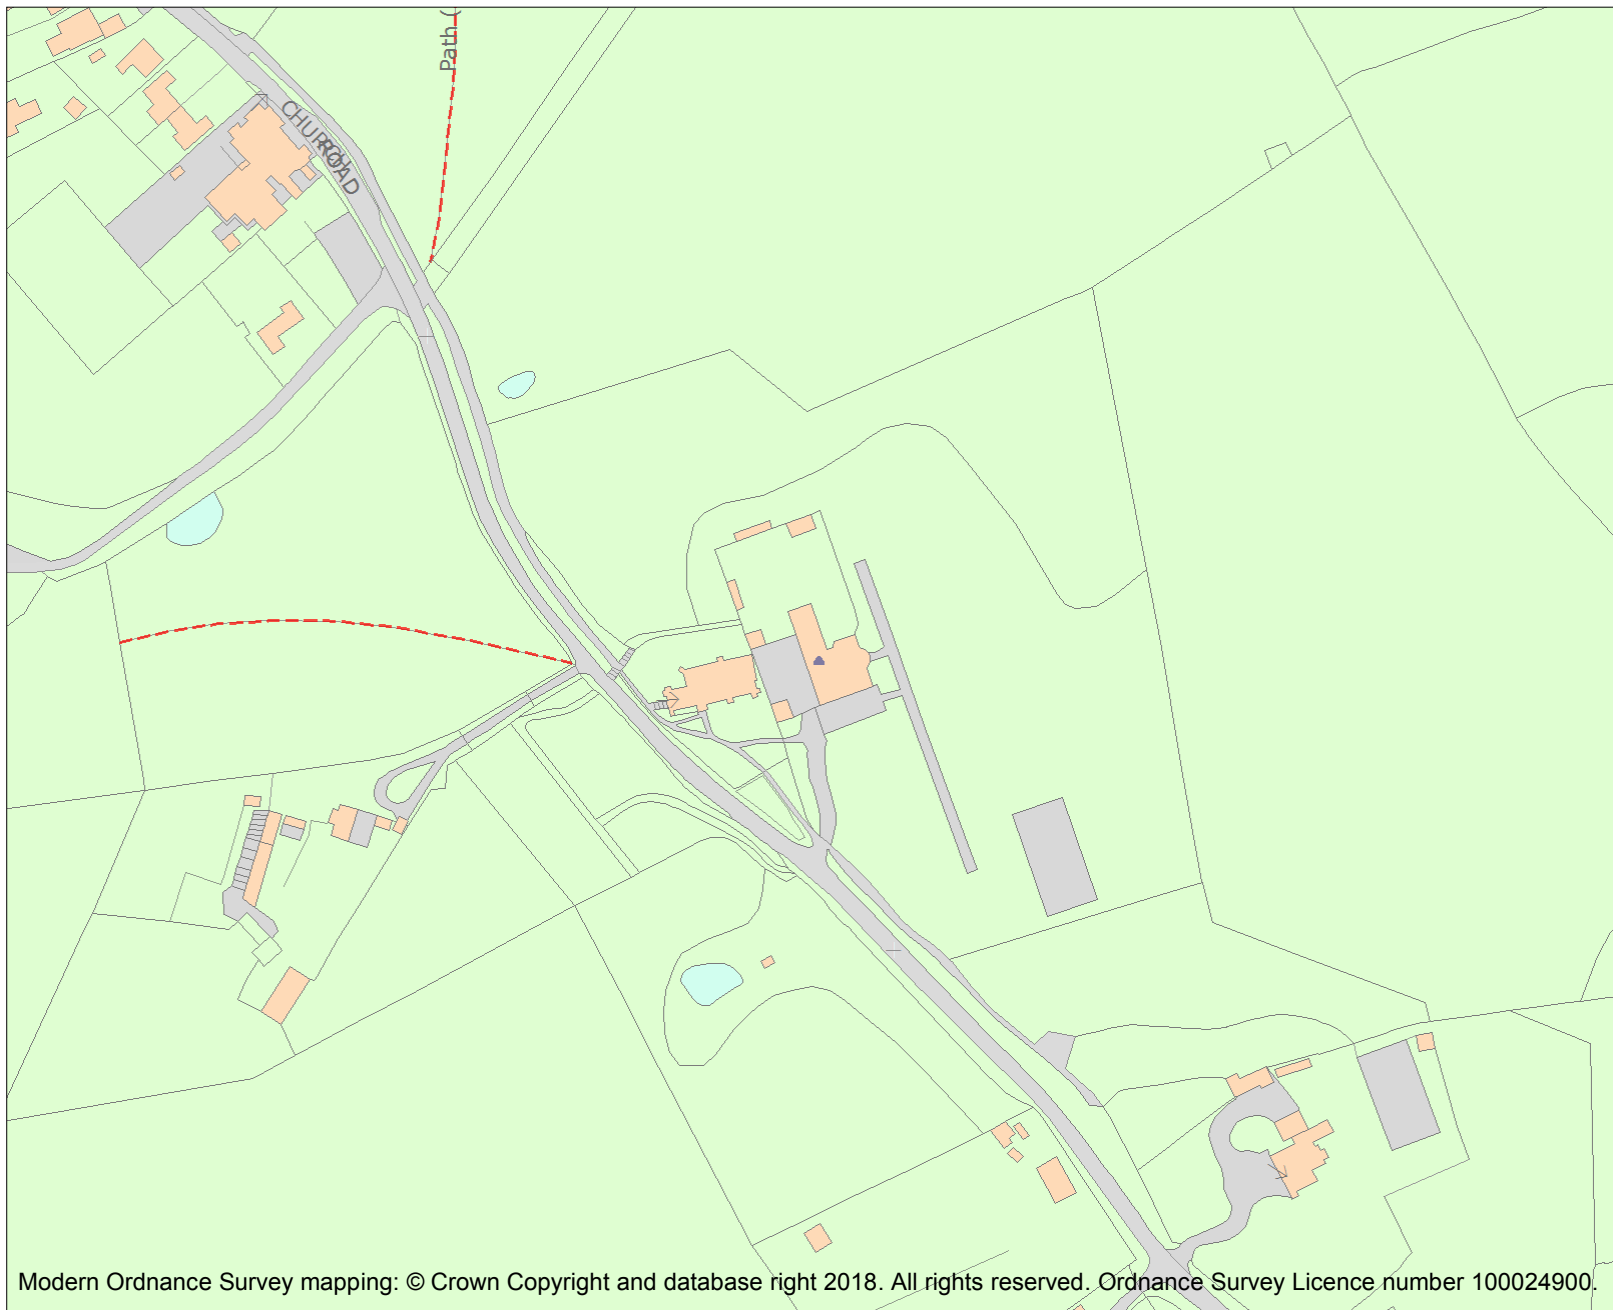 Path (
CHURCH
ROAD
Modern Ordnance Survey mapping: © Crown Copyright and database right 2018. All rights reserved. Ordnance Survey Licence number 100024900.